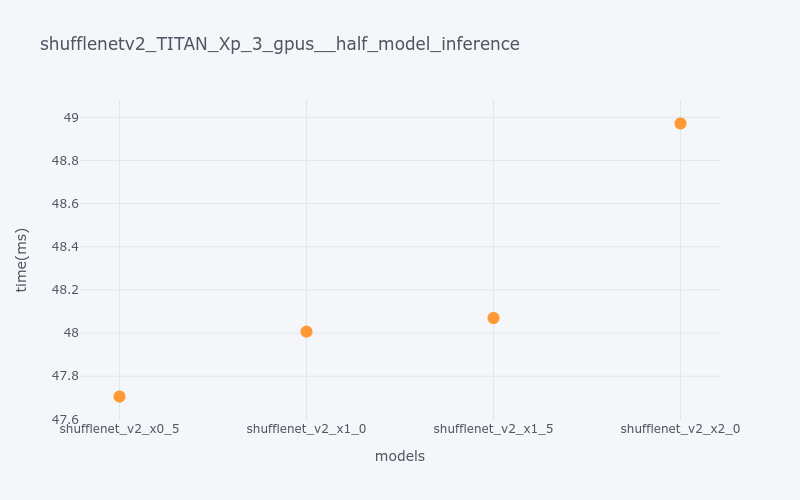 shufflenetv2_TITAN_Xp_3_gpus__half_model_inference
49
48.8
48.6
48.4
48.2
48
47.8
47.6
time(ms)
shufflenet_v2_x0_5 shufflenet_v2_x1_0 shufflenet_v2_x1_5 shufflenet_v2_x2_0
models